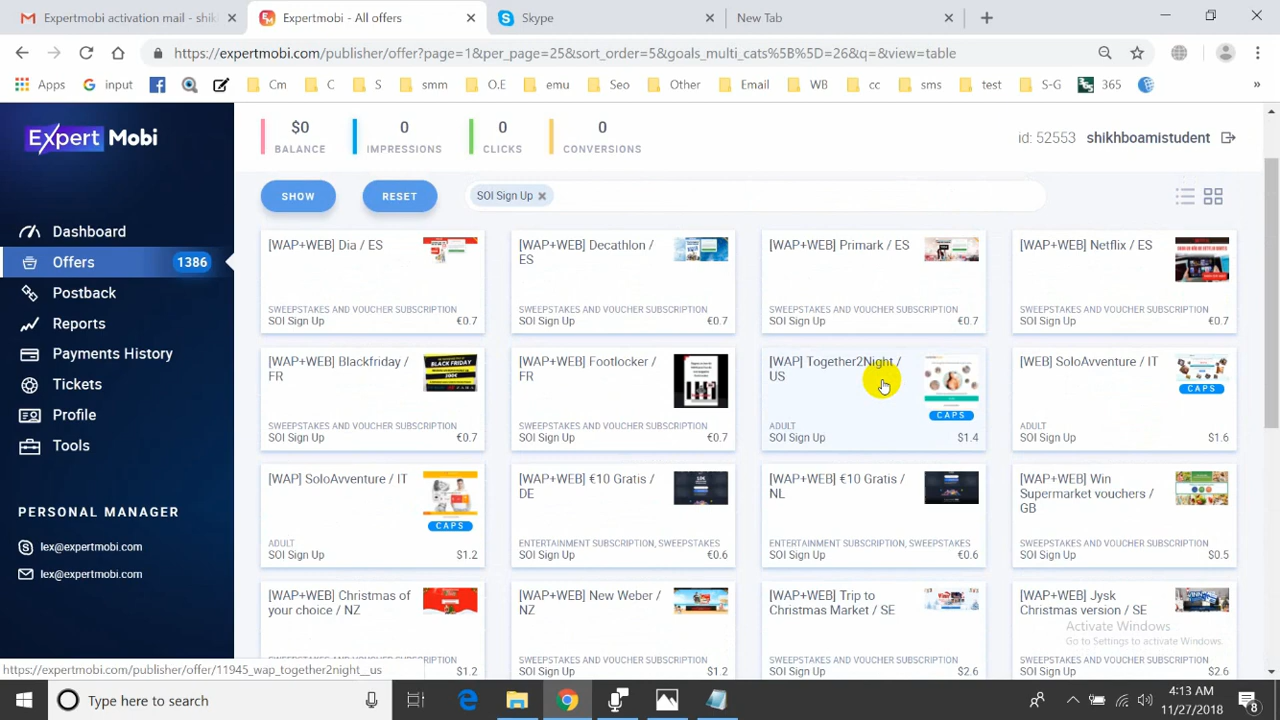 Expertmobi activation mail - shikh
Expertmobi - All offers
Skype
New Tab
https://expertmobi.com/publisher/offer?page=1&per_page=25&sort_order=5&goals_multi_cats%5B%5D=26&q=&view=table
Apps
input
Cm
C
S
smm
O.E
emu
Seo
Other
Email
WB
cc
sms
test
S-G
365
»
Expert Mobi
$0
BALANCE
0
IMPRESSIONS
0
CLICKS
0
CONVERSIONS
id: 52553 shikhboamistudent
SHOW
RESET
SOI Sign Up
Dashboard
Offers 1386
Postback
Reports
Payments History
Tickets
Profile
Tools
PERSONAL MANAGER
lex@expertmobi.com
lex@expertmobi.com
[WAP+WEB] Dia / ES
SWEEPSTAKES AND VOUCHER SUBSCRIPTION
SOI Sign Up €0.7
[WAP+WEB] Decathlon /
ES
SWEEPSTAKES AND VOUCHER SUBSCRIPTION
SOI Sign Up €0.7
[WAP+WEB] Primark / ES
SWEEPSTAKES AND VOUCHER SUBSCRIPTION
SOI Sign Up €0.7
[WAP+WEB] Netflix / ES
SWEEPSTAKES AND VOUCHER SUBSCRIPTION
SOI Sign Up €0.7
[WAP+WEB] Blackfriday /
FR
BLACK FRIDAY
SWEEPSTAKES AND VOUCHER SUBSCRIPTION
SOI Sign Up €0.7
[WAP+WEB] Footlocker /
FR
SWEEPSTAKES AND VOUCHER SUBSCRIPTION
SOI Sign Up €0.7
[WAP] Together2Night /
US
CAPS
ADULT
SOI Sign Up $1.4
[WEB] SoloAvventure / IT
CAPS
ADULT
SOI Sign Up $1.6
[WAP] SoloAvventure / IT
CAPS
ADULT
SOI Sign Up $1.2
[WAP+WEB] €10 Gratis /
DE
ENTERTAINMENT SUBSCRIPTION, SWEEPSTAKES
SOI Sign Up €0.6
[WAP+WEB] €10 Gratis /
NL
ENTERTAINMENT SUBSCRIPTION, SWEEPSTAKES
SOI Sign Up €0.6
[WAP+WEB] Win
Supermarket vouchers /
GB
SWEEPSTAKES AND VOUCHER SUBSCRIPTION
SOI Sign Up $0.5
[WAP+WEB] Christmas of
your choice / NZ
SWEEPSTAKES AND VOUCHER SUBSCRIPTION
$1.2
[WAP+WEB] New Weber /
NZ
SWEEPSTAKES AND VOUCHER SUBSCRIPTION
SOI Sign Up $1.2
[WAP+WEB] Trip to
Christmas Market / SE
SWEEPSTAKES AND VOUCHER SUBSCRIPTION
SOI Sign Up $2.6
[WAP+WEB] Jysk
Christmas version / SE
SWEEPSTAKES AND VOUCHER SUBSCRIPTION
SOI Sign Up $2.6
Activate Windows
Go to Settings to activate Windows.
https://expertmobi.com/publisher/offer/11945_wap_together2night__us
Type here to search
4:13 AM
11/27/2018
8